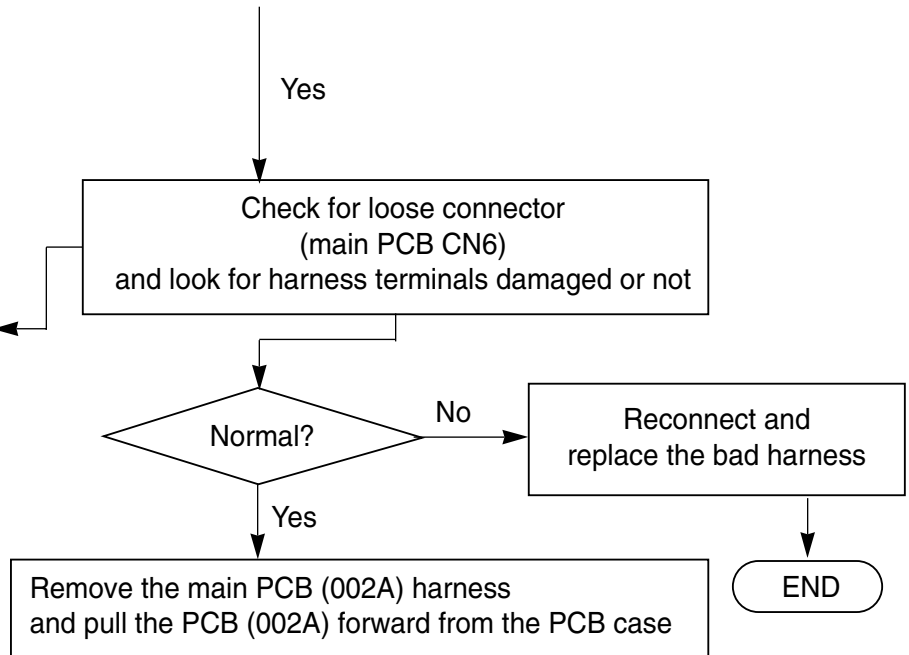 Yes
Check for loose connector
(main PCB CN6)
and look for harness terminals damaged or not
Normal?
No
Reconnect and
replace the bad harness
Yes
END
Remove the main PCB (002A) harness
and pull the PCB (002A) forward from the PCB case